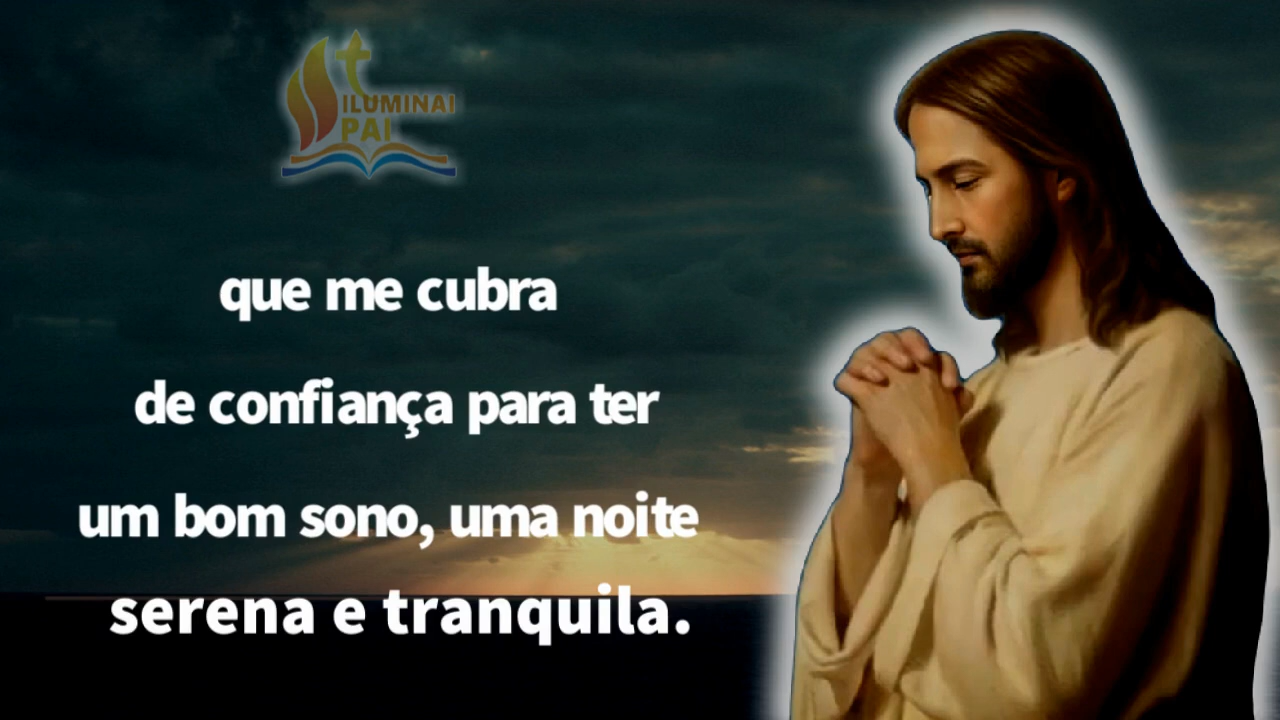 ILUMINAI
PAI
que me cubra
de confiança para ter
um bom sono, uma noite
serena e tranquila.